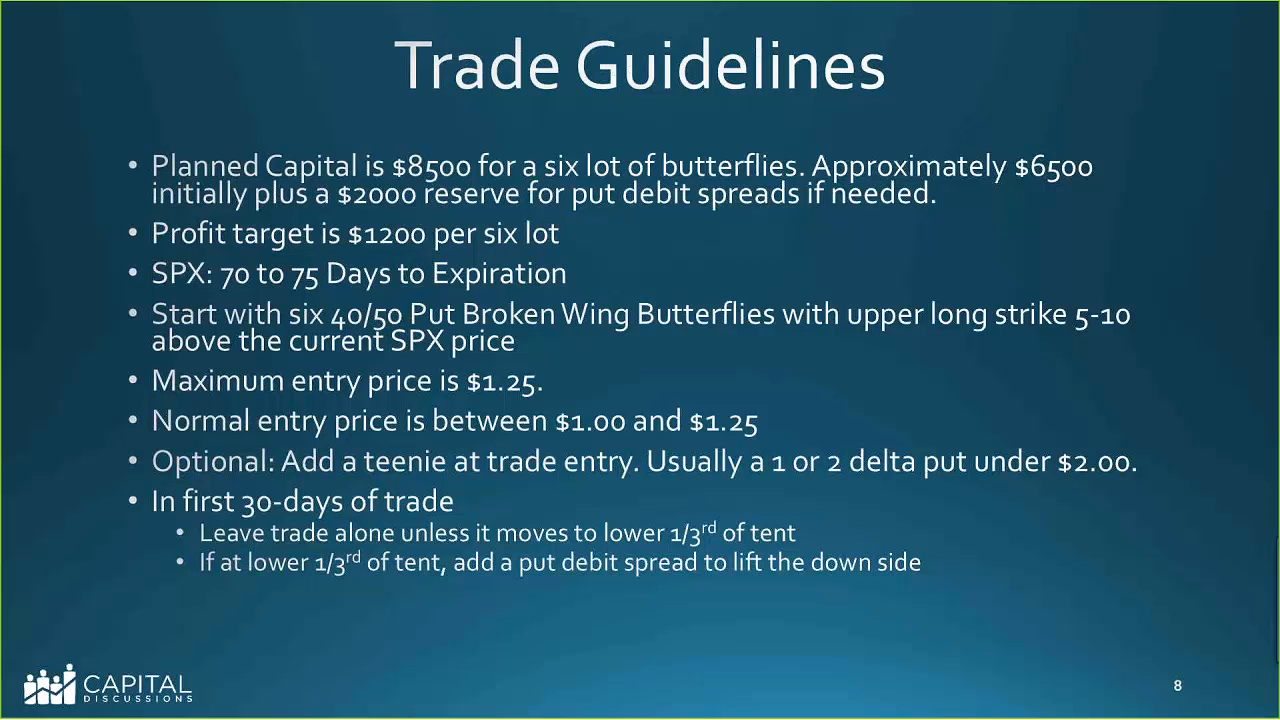 Trade Guidelines
• Planned Capital is $8500 for a six lot of butterflies. Approximately $6500
initially plus a $2000 reserve for put debit spreads if needed.
• Profit target is $1200 per six lot
• SPX: 70 to 75 Days to Expiration
• Start with six 40/50 Put Broken Wing Butterflies with upper long strike 5-10
above the current SPX price
• Maximum entry price is $1.25.
• Normal entry price is between $1.00 and $1.25
• Optional: Add a teenie at trade entry. Usually a 1 or 2 delta put under $2.00.
• In first 30-days of trade
• Leave trade alone unless it moves to lower 1/3rd of tent
• If at lower 1/3rd of tent, add a put debit spread to lift the down side
CAPITAL
DISCUSSIONS
8